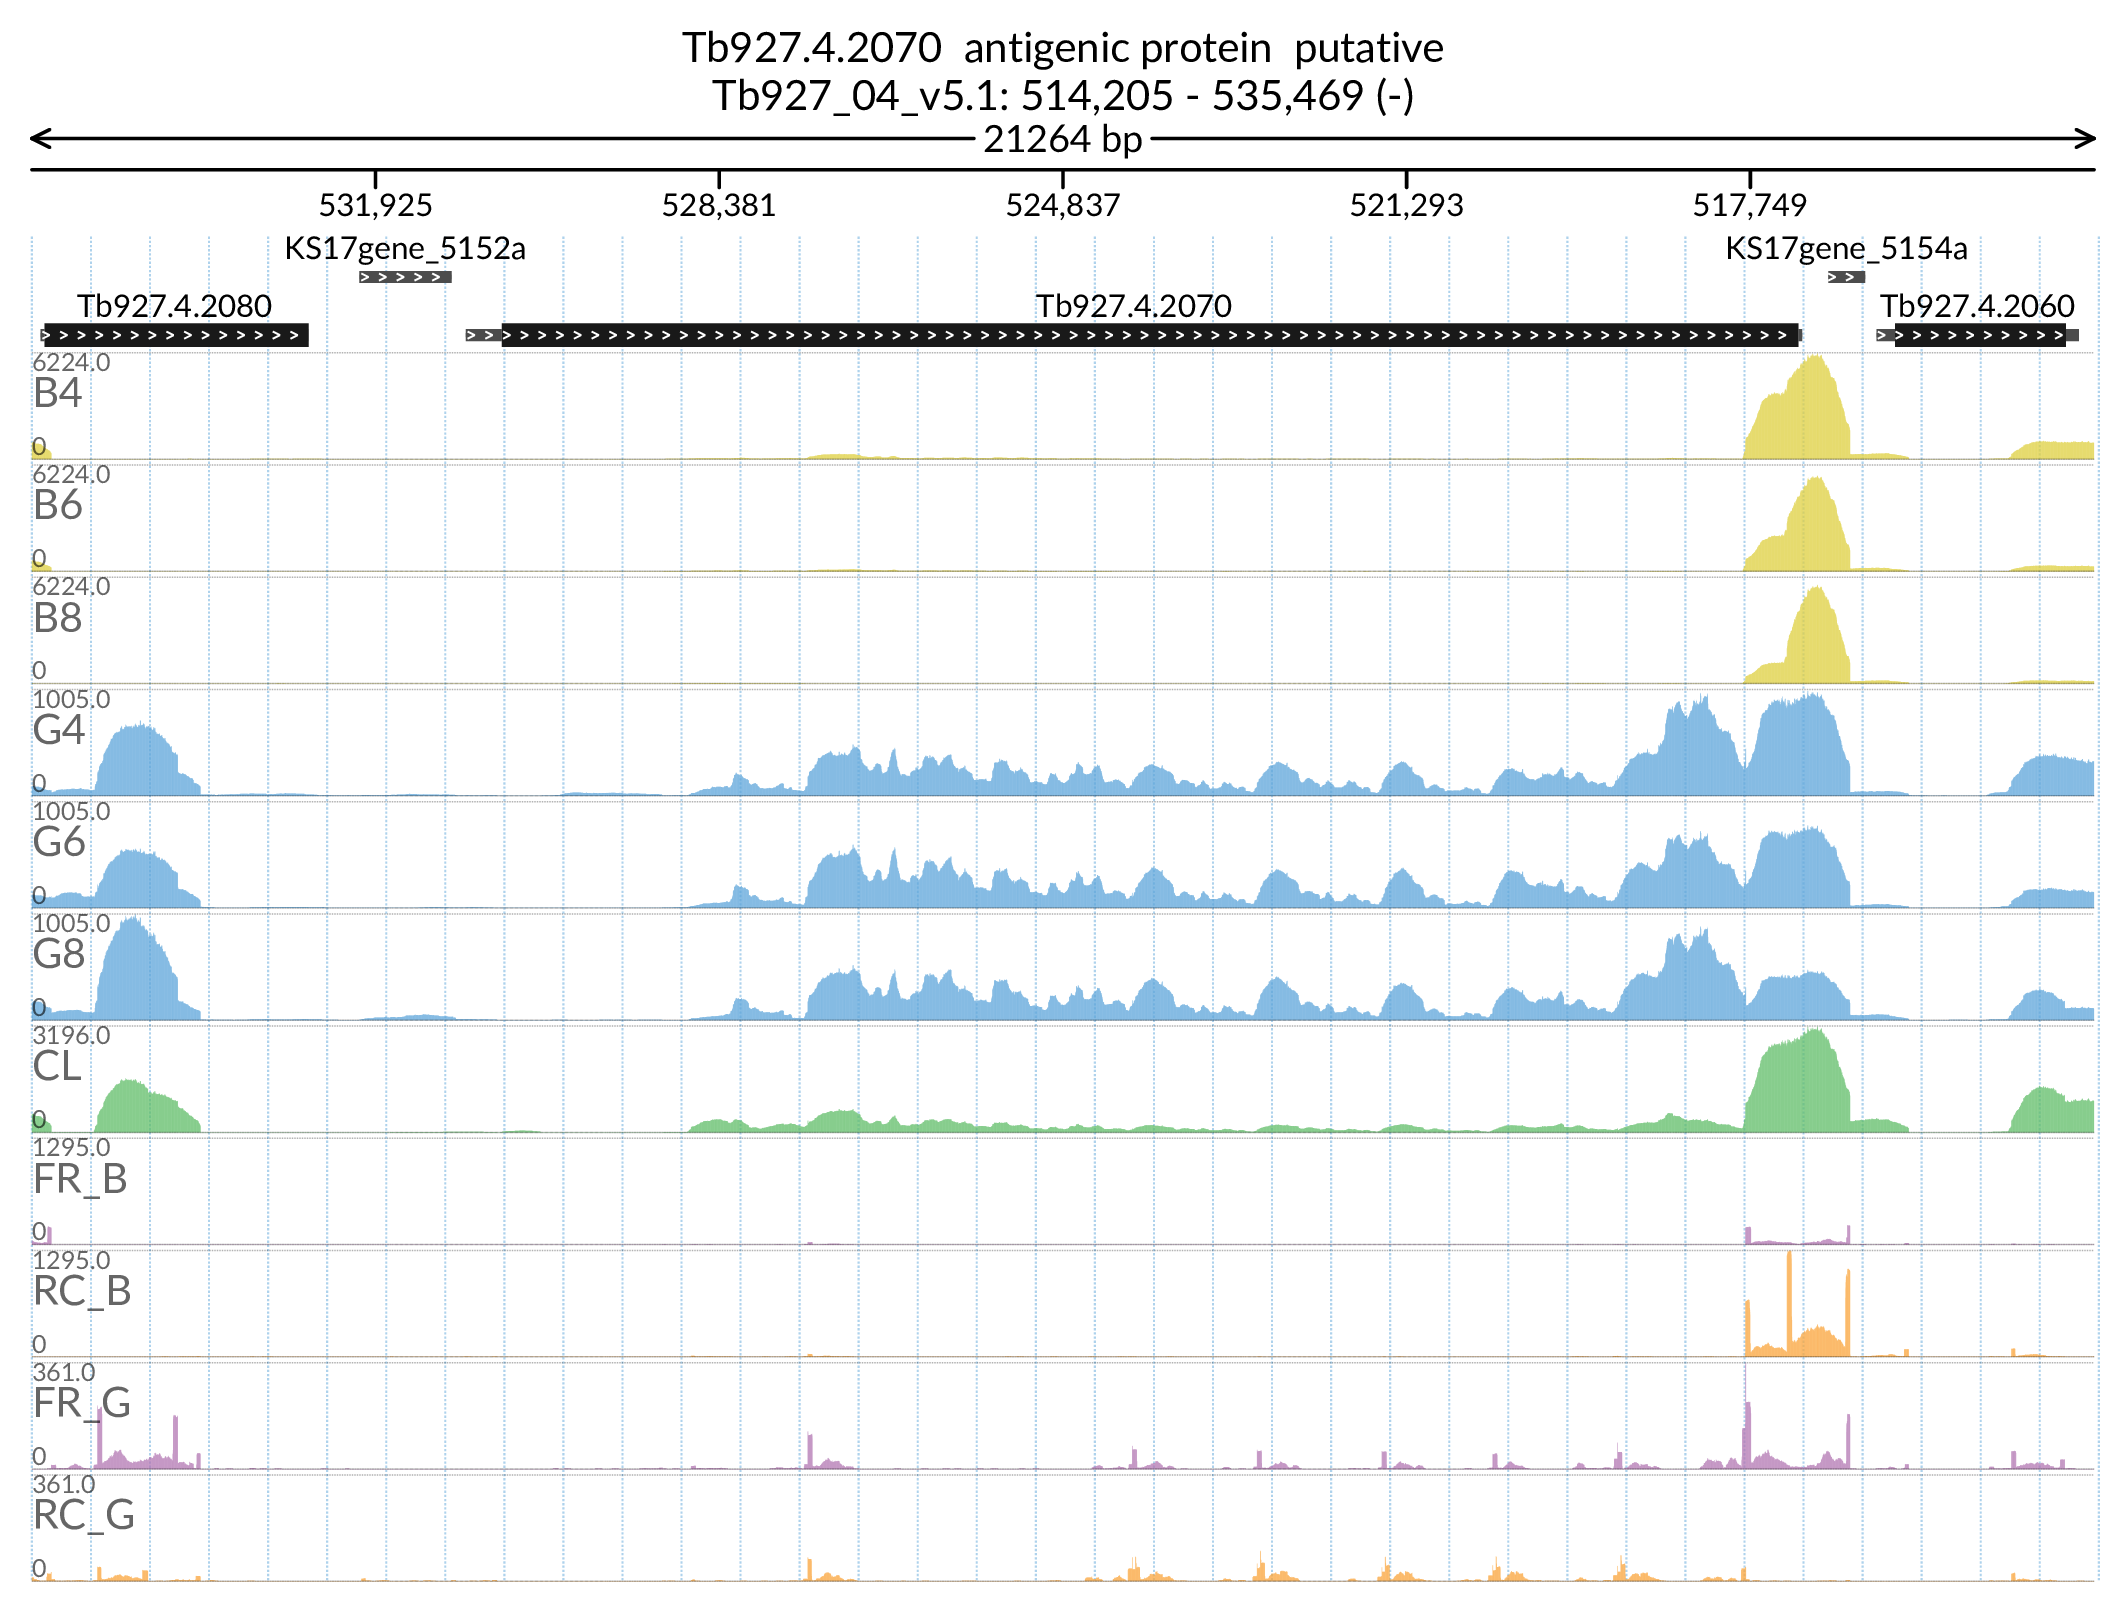 Tb927.4.2070 antigenic protein putative
Tb927_04_v5.1: 514,205 - 535,469 (-)
21264 bp
531,925 528,381 524,837 521,293 517,749
KS17gene_5152a KS17gene_5154a
Tb927.4.2080 Tb927.4.2070 Tb927.4.2060
6224.0
B4
0
6224.0
B6
0
6224.0
B8
0
1005.0
G4
0
1005.0
G6
0
1005.0
G8
0
3196.0
CL
0
1295.0
FR_B
0
1295.0
RC_B
0
361.0
FR_G
0
361.0
RC_G
0